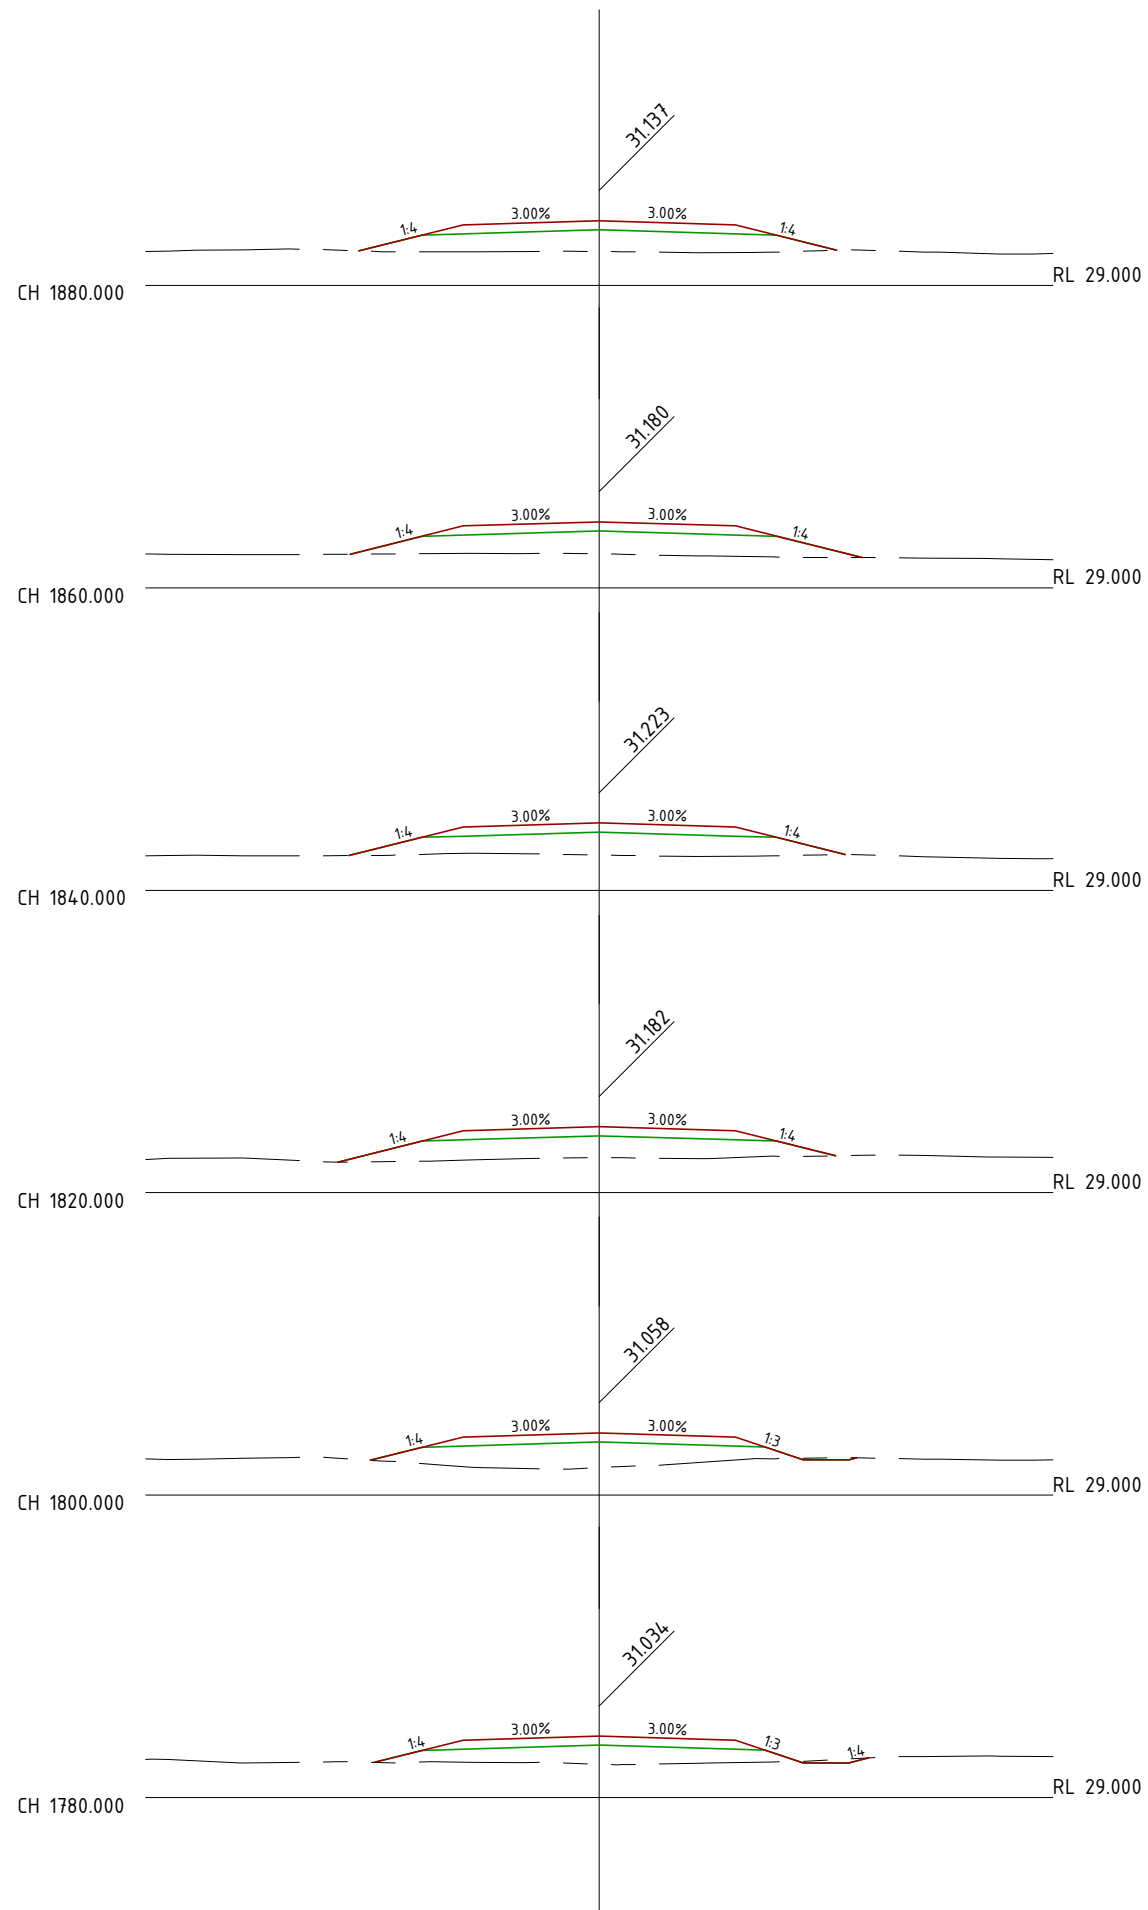 31.137
3.00% 3.00%
1:4 1:4
CH 1880.000 RL 29.000
31.180
3.00% 3.00%
1:4 1:4
CH 1860.000 RL 29.000
31.223
3.00% 3.00%
1:4 1:4
CH 1840.000 RL 29.000
31.182
3.00% 3.00%
1:4 1:4
CH 1820.000 RL 29.000
31.058
3.00% 3.00%
1:4 1:3
CH 1800.000 RL 29.000
31.034
3.00% 3.00%
1:4 1:3 1:4
CH 1780.000 RL 29.000